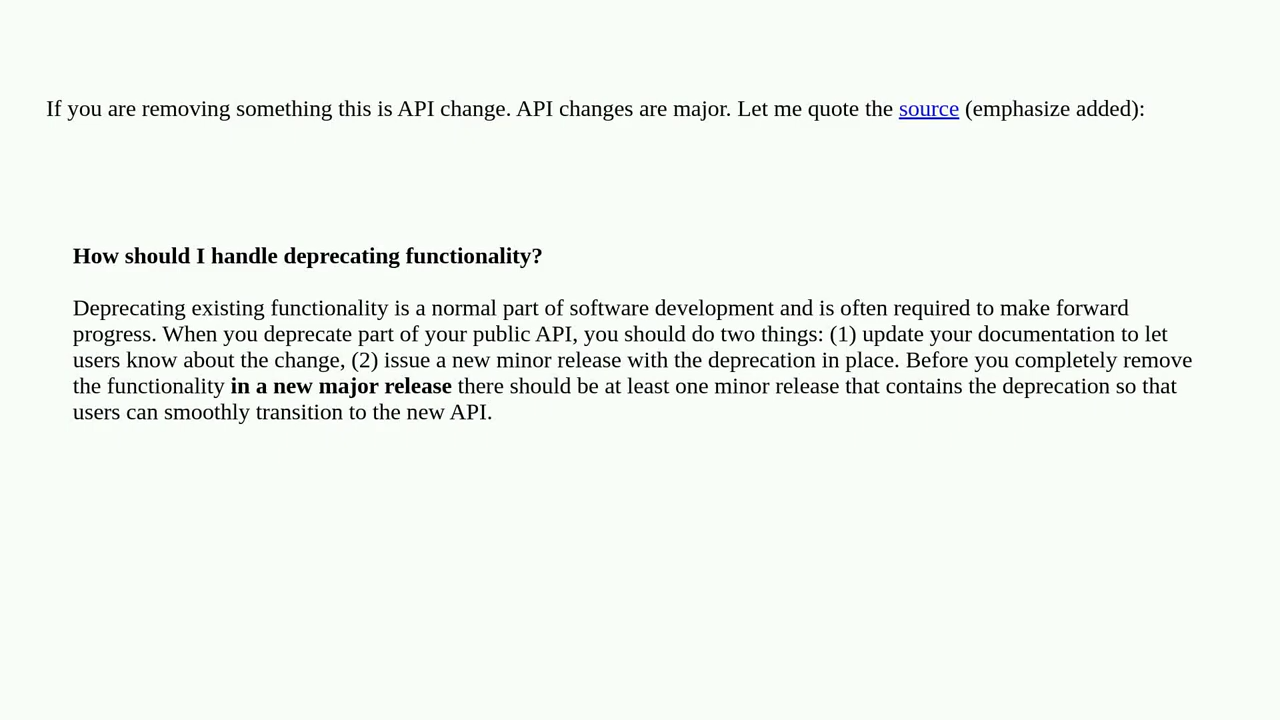 If you are removing something this is API change. API changes are major. Let me quote the source (emphasize added):
How should I handle deprecating functionality?
Deprecating existing functionality is a normal part of software development and is often required to make forward
progress. When you deprecate part of your public API, you should do two things: (1) update your documentation to let
users know about the change, (2) issue a new minor release with the deprecation in place. Before you completely remove
the functionality in a new major release there should be at least one minor release that contains the deprecation so that
users can smoothly transition to the new API.